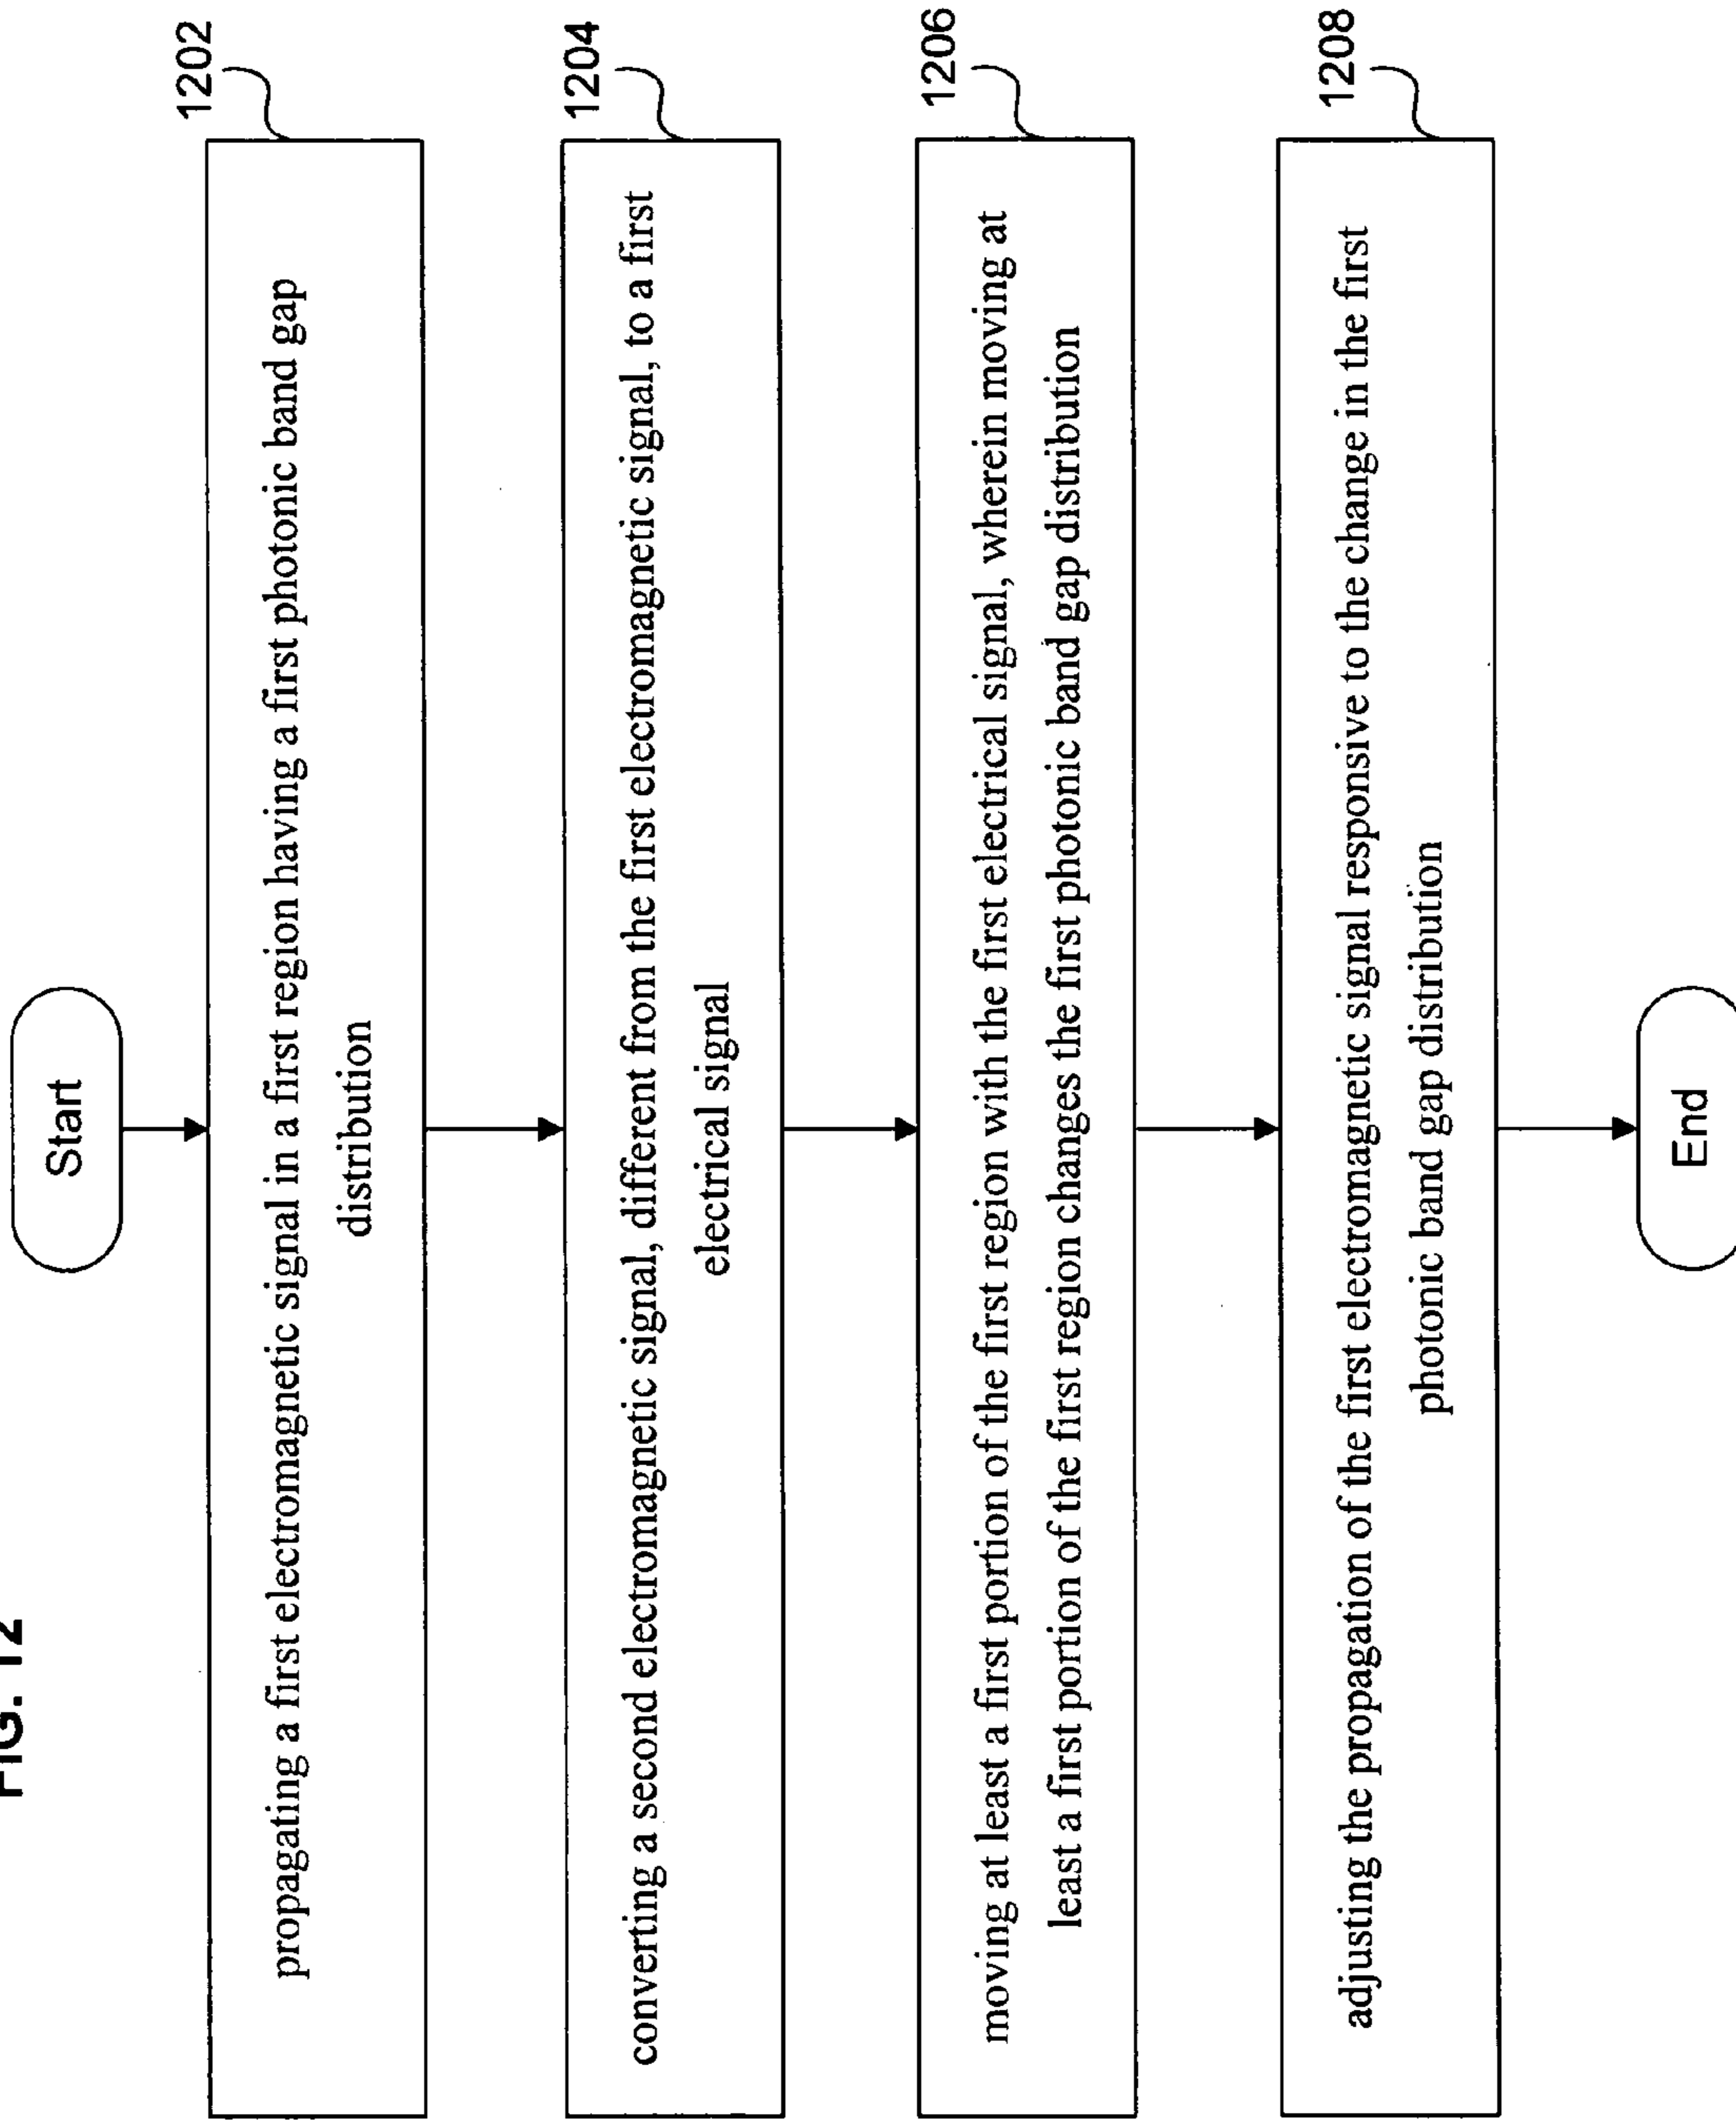 FIG. 12
Start
1202
propagating a first electromagnetic signal in a first region having a first photonic band gap
distribution
1204
converting a second electromagnetic signal, different from the first electromagnetic signal, to a first
electrical signal
1206
moving at least a first portion of the first region with the first electrical signal, wherein moving at
least a first portion of the first region changes the first photonic band gap distribution
1208
adjusting the propagation of the first electromagnetic signal responsive to the change in the first
photonic band gap distribution
End